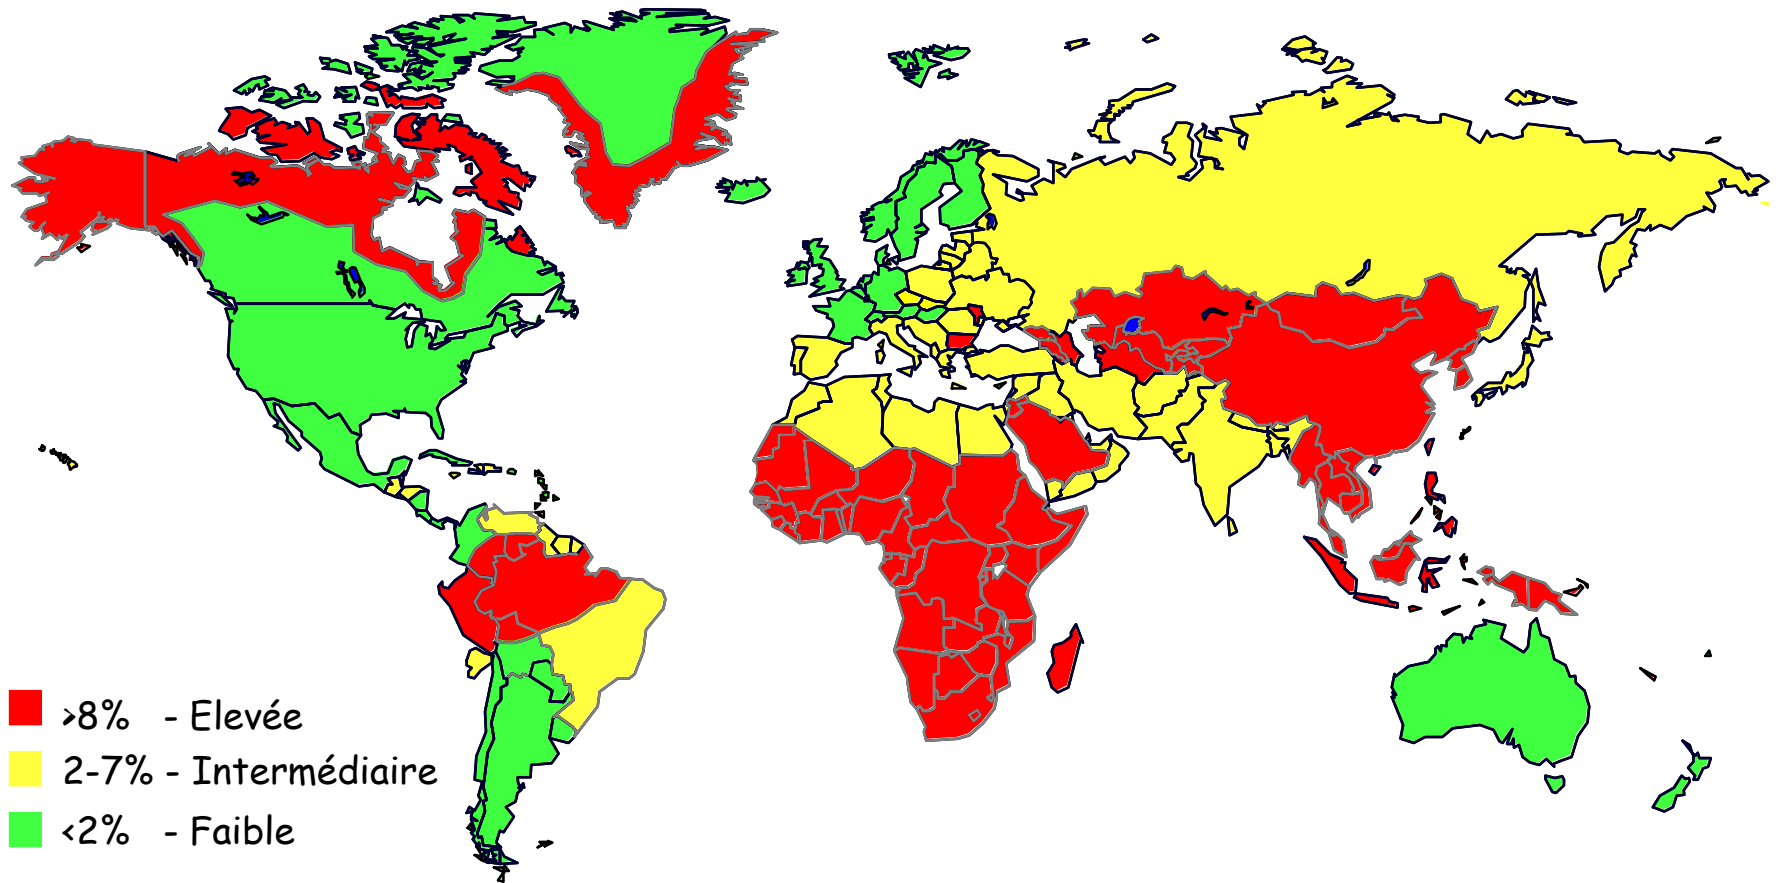 >8% - Elevée
2-7% - Intermédiaire
<2% - Faible